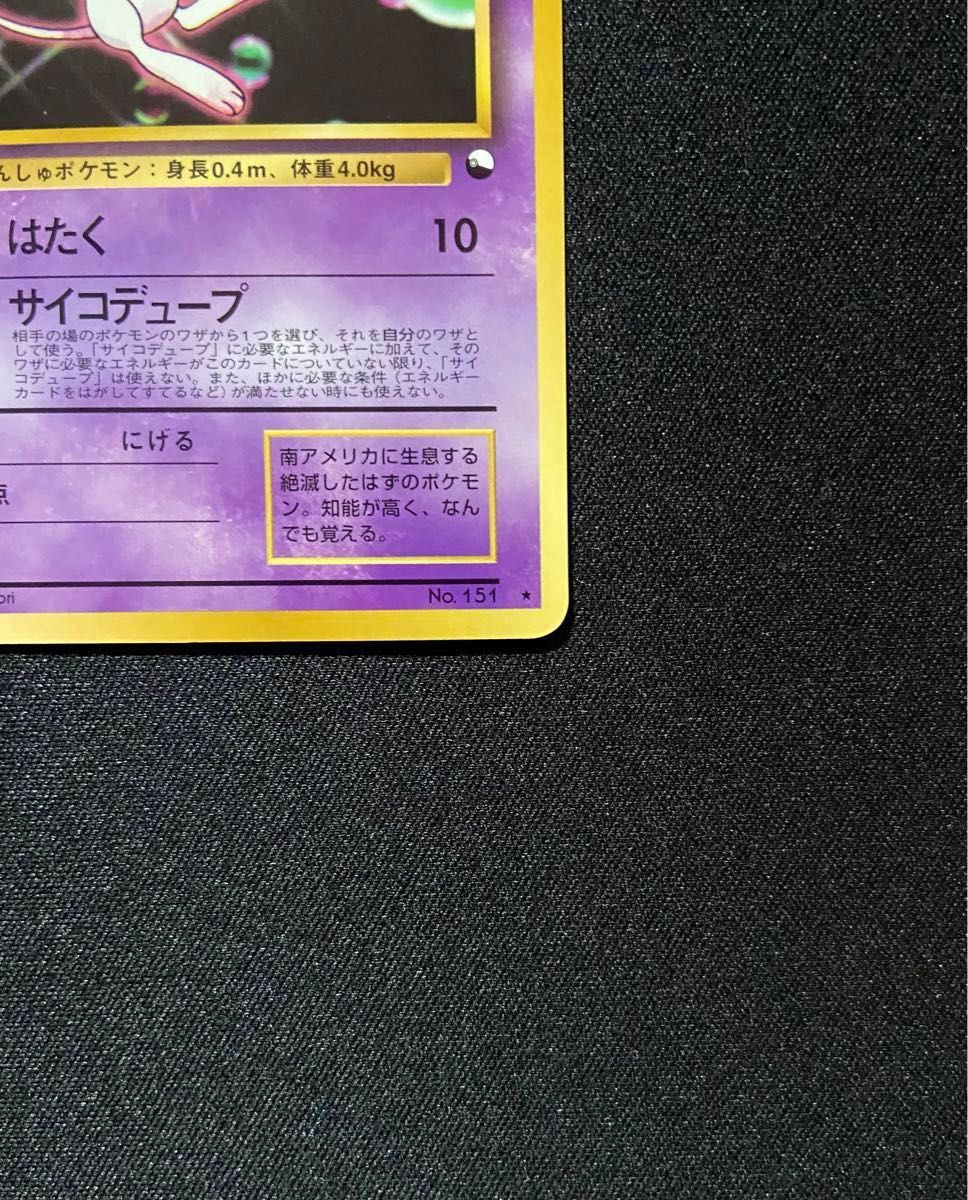 んしゅポケモン：身長0.4m、体重4.0kg
はたく 10
サイコデュープ
相手の場のポケモンのワザから1つを選び、それを自分のワザと
して使う。「サイコデュープ」に必要なエネルギーに加えて、その
ワザに必要なエネルギーがこのカードについていない限り、「サイ
コデュープ」は使えない。また、ほかに必要な条件（エネルギー
カードをはがしてすてるなど）が満たせない時にも使えない。
にげる
点
南アメリカに生息する
絶滅したはずのポケモ
ン。知能が高く、なん
でも覚える。
ori No.151 ★